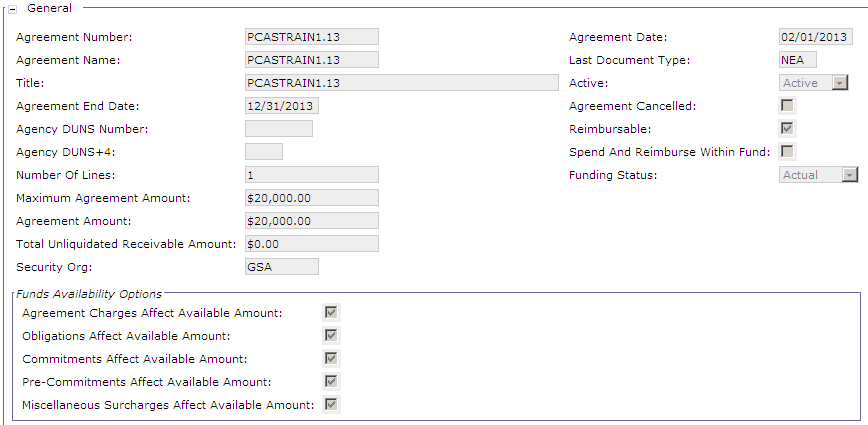 General
Agreement Number: PCASTRAIN1.13 Agreement Date: 02/01/2013
Agreement Name: PCASTRAIN1.13 Last Document Type: NEA
Title: PCASTRAIN1.13 Active: Active
Agreement End Date: 12/31/2013 Agreement Cancelled:
Agency DUNS Number: Reimbursable:
Agency DUNS+4: Spend And Reimburse Within Fund:
Number Of Lines: 1 Funding Status: Actual
Maximum Agreement Amount: $20,000.00
Agreement Amount: $20,000.00
Total Unliquidated Receivable Amount: $0.00
Security Org: GSA
Funds Availability Options
Agreement Charges Affect Available Amount:
Obligations Affect Available Amount:
Commitments Affect Available Amount:
Pre-Commitments Affect Available Amount:
Miscellaneous Surcharges Affect Available Amount: